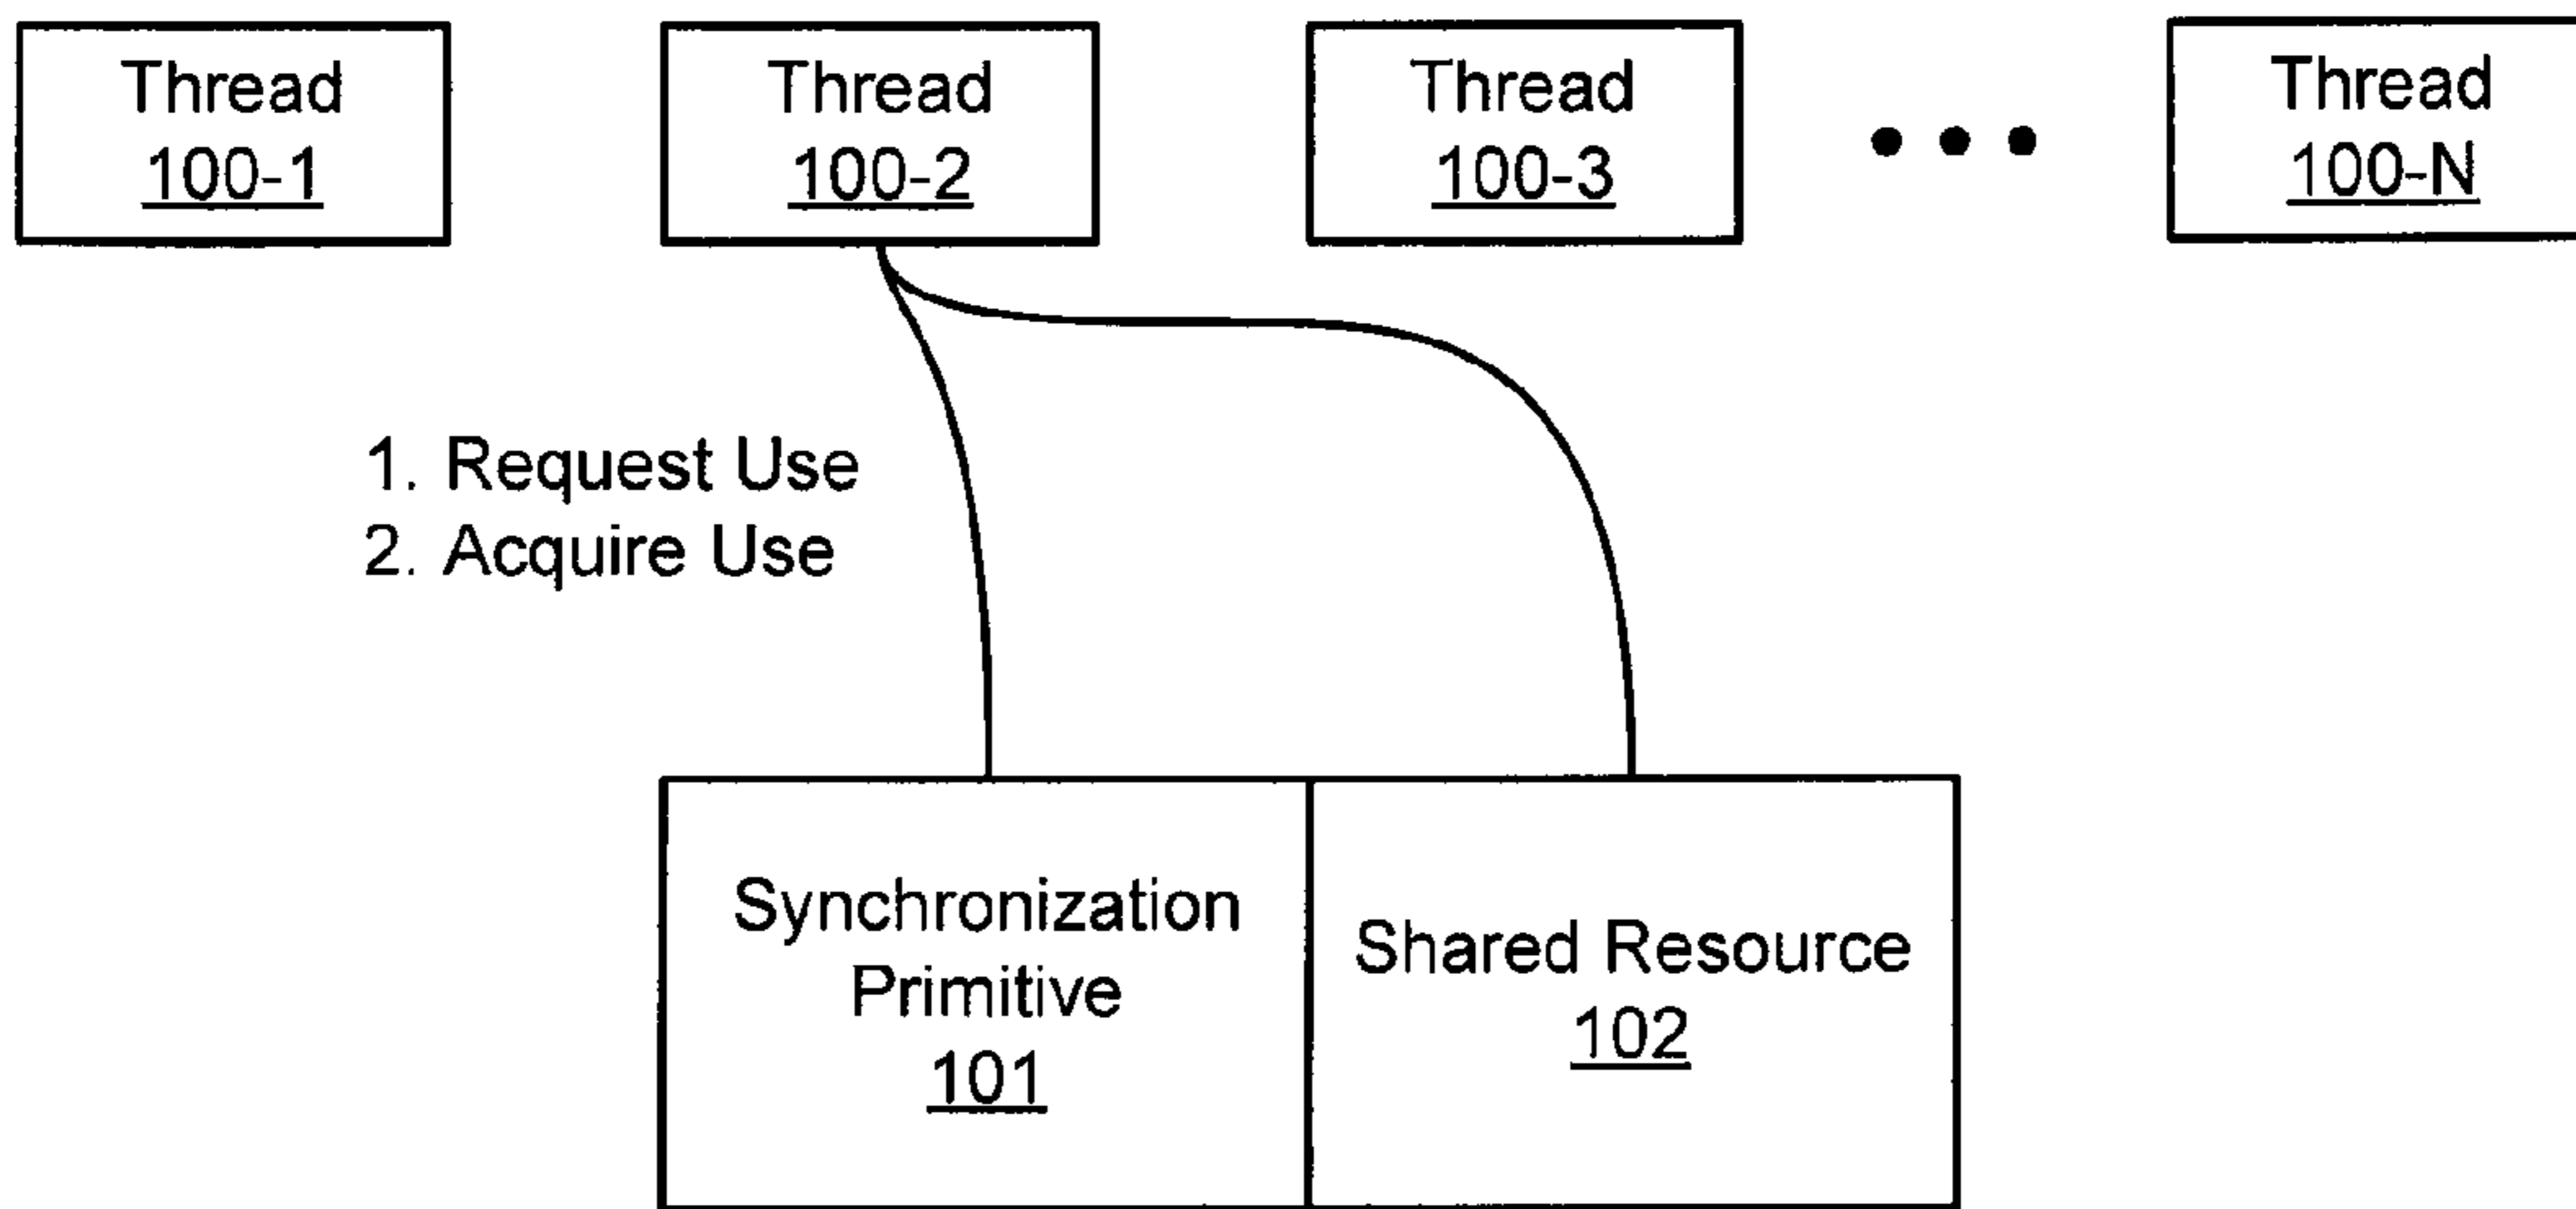 Thread
100-1
Thread
100-2
Thread
100-3
Thread
100-N
1. Request Use
2. Acquire Use
Synchronization
Primitive
101
Shared Resource
102